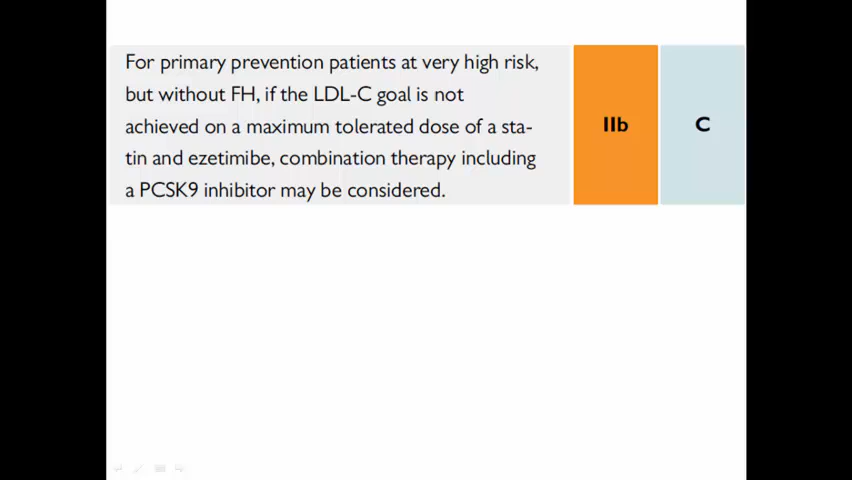 For primary prevention patients at very high risk,
but without FH, if the LDL-C goal is not
achieved on a maximum tolerated dose of a sta-
tin and ezetimibe, combination therapy including
a PCSK9 inhibitor may be considered.
IIb
C